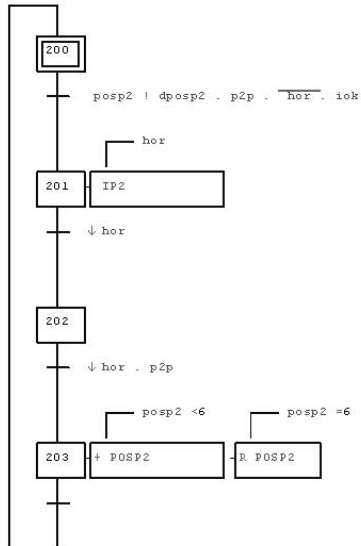 200
posp2 ! dposp2 . p2p . hor . iok
hor
201 IP2
↓ hor
202
↓ hor . p2p
posp2 <6 posp2 =6
203 + POSP2 R POSP2